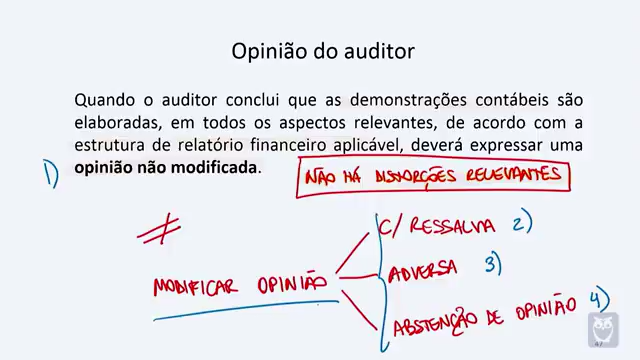 Opinião do auditor
Quando o auditor conclui que as demonstrações contábeis são
elaboradas, em todos os aspectos relevantes, de acordo com a
estrutura de relatório financeiro aplicável, deverá expressar uma
1) opinião não modificada.
NÃO HÁ DISTORÇÕES RELEVANTES
≠
C/ RESSALVA 2)
MODIFICAR OPINIÃO
ADVERSA 3)
ABSTENÇÃO DE OPINIÃO 4)
47